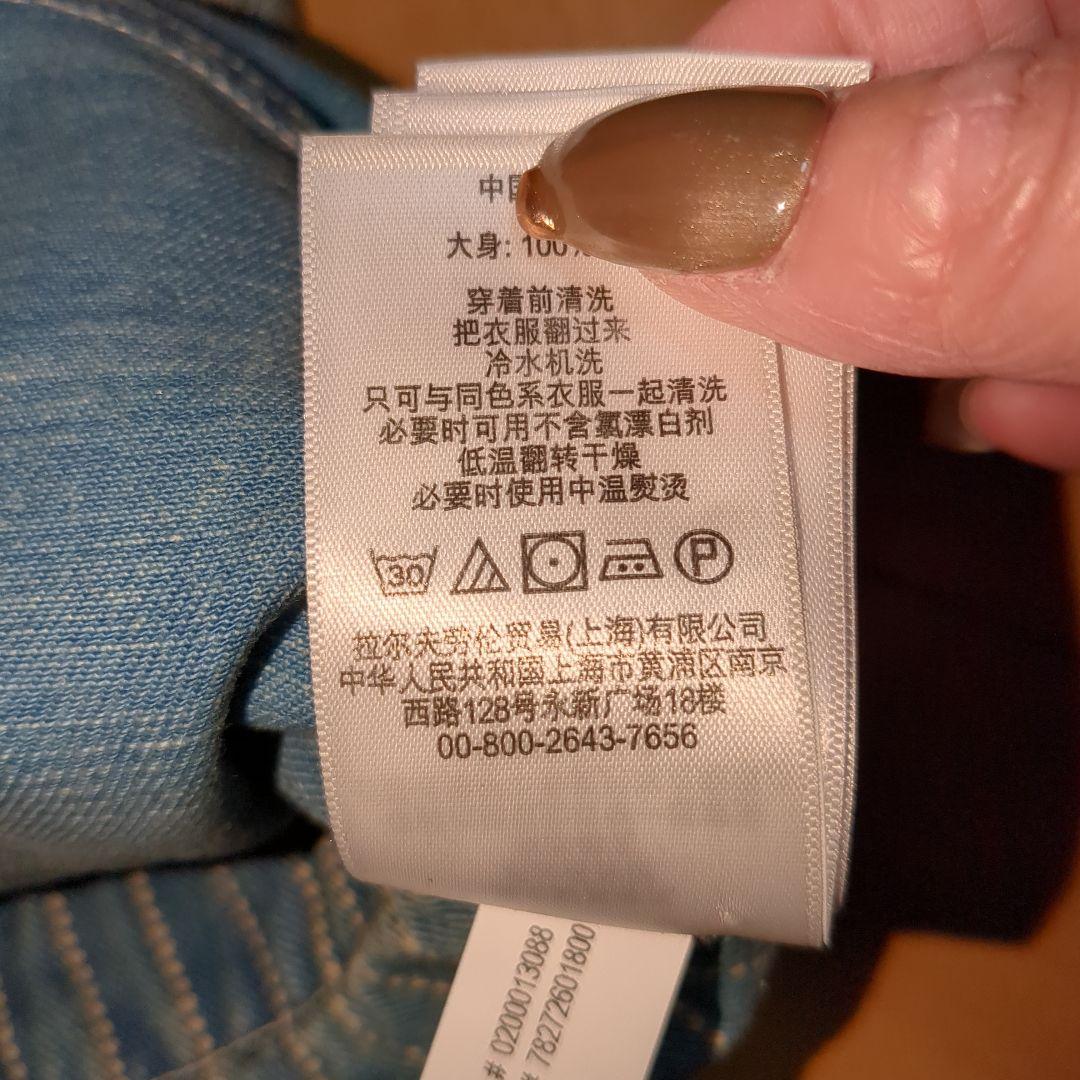 中国
大身: 100%
穿着前清洗
把衣服翻过来
冷水机洗
只可与同色系衣服一起清洗
必要时可用不含氯漂白剂
低温翻转干燥
必要时使用中温熨烫
30
P
拉尔夫劳伦贸易(上海)有限公司
中华人民共和国上海市黄浦区南京
西路128号永新广场18楼
00-800-2643-7656
# 0200013088
# 78272601800